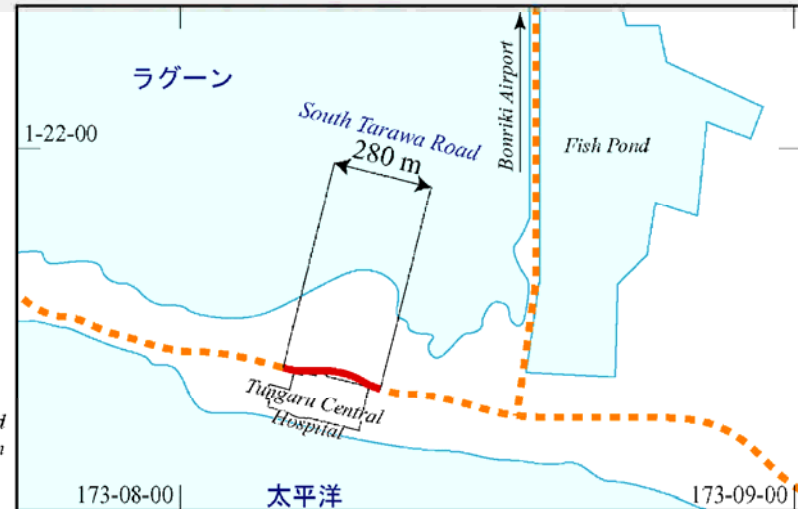 ラグーン
South Tarawa Road
280 m
Bonriki Airport
Fish Pond
1-22-00
Tungaru Central
Hospital
173-08-00
太平洋
173-09-00